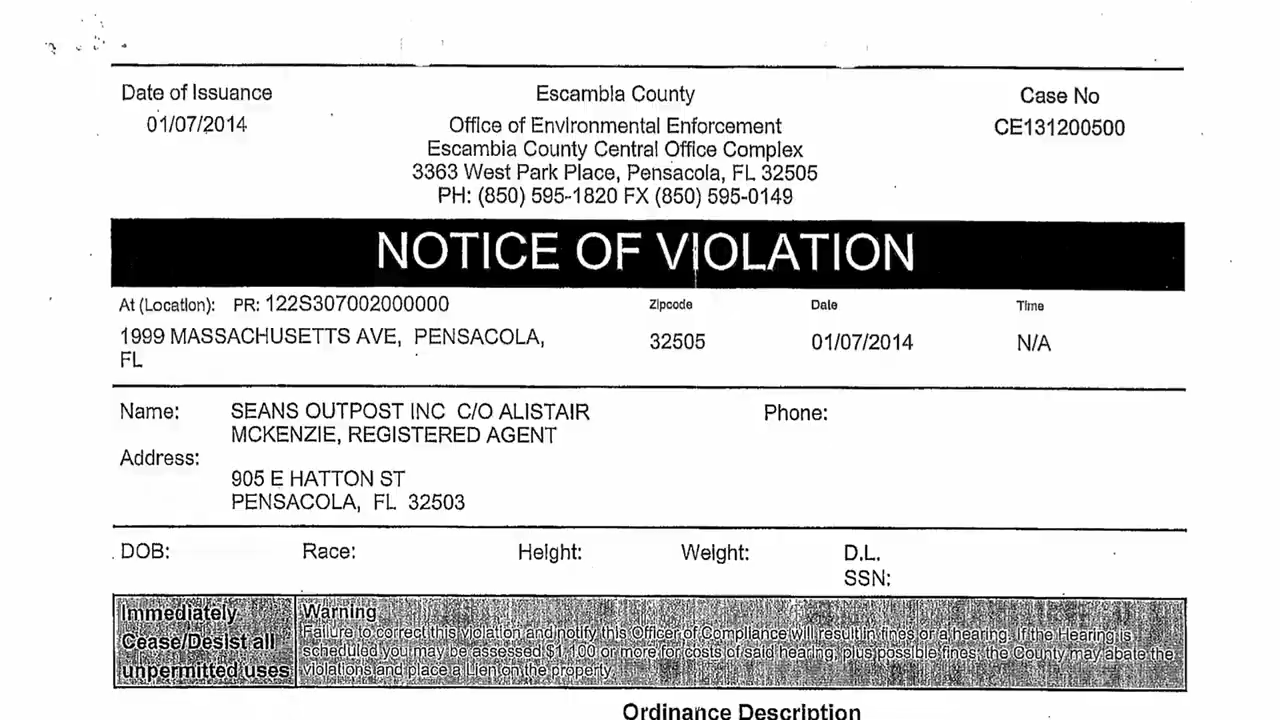 Date of Issuance
Escambia County
Case No
01/07/2014
Office of Environmental Enforcement
CE131200500
Escambia County Central Office Complex
3363 West Park Place, Pensacola, FL 32505
PH: (850) 595-1820 FX (850) 595-0149
NOTICE OF VIOLATION
At (Location): PR: 122S307002000000
Zipcode
Date
Time
1999 MASSACHUSETTS AVE, PENSACOLA,
FL
32505
01/07/2014
N/A
Name:
SEANS OUTPOST INC C/O ALISTAIR
MCKENZIE, REGISTERED AGENT
Phone:
Address:
905 E HATTON ST
PENSACOLA, FL 32503
DOB:
Race:
Height:
Weight:
D.L.
SSN:
Immediately
Cease/Desist all
unpermitted uses
Warning
Failure to correct this violation and notify this Officer of Compliance will result in fines or a hearing. If the Hearing is
scheduled you may be assessed $1,100 or more for costs of said hearing, plus possible fines, the County may abate the
violations and place a Lien on the property.
Ordinance Description